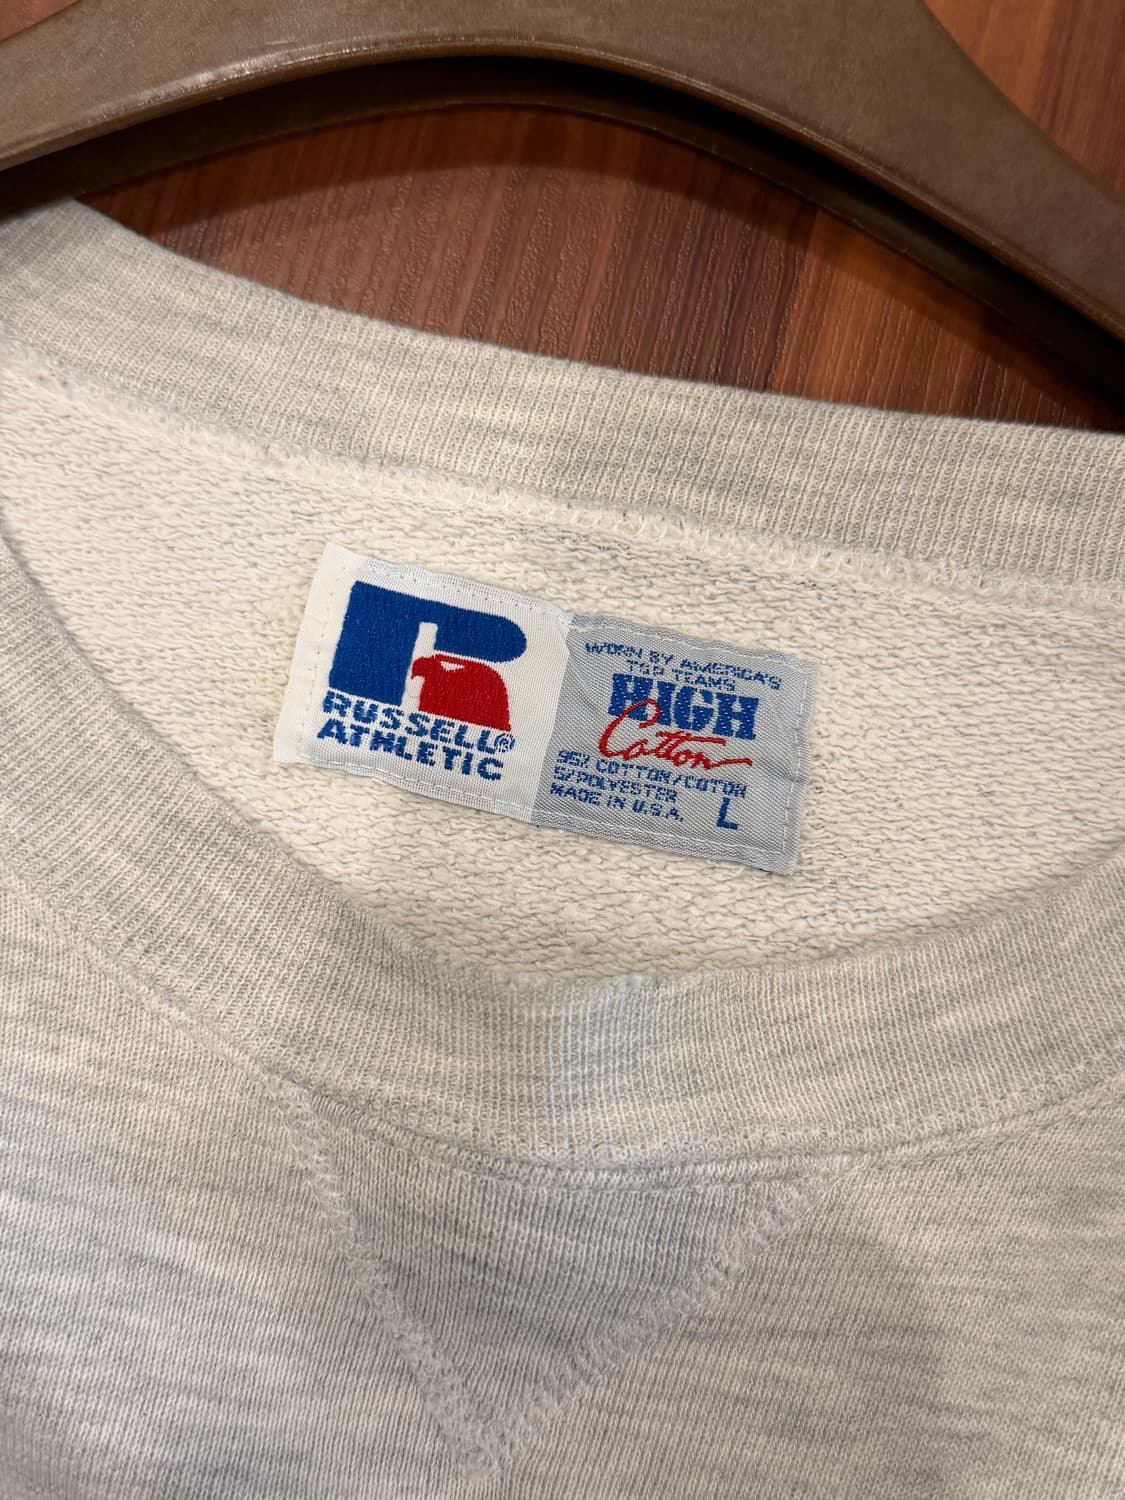 RUSSELL®
ATHLETIC
WORN BY AMERICA'S
TOP TEAMS
HIGH
Cotton
95% COTTON/COTON
5/POLYESTER
MADE IN U.S.A.
L